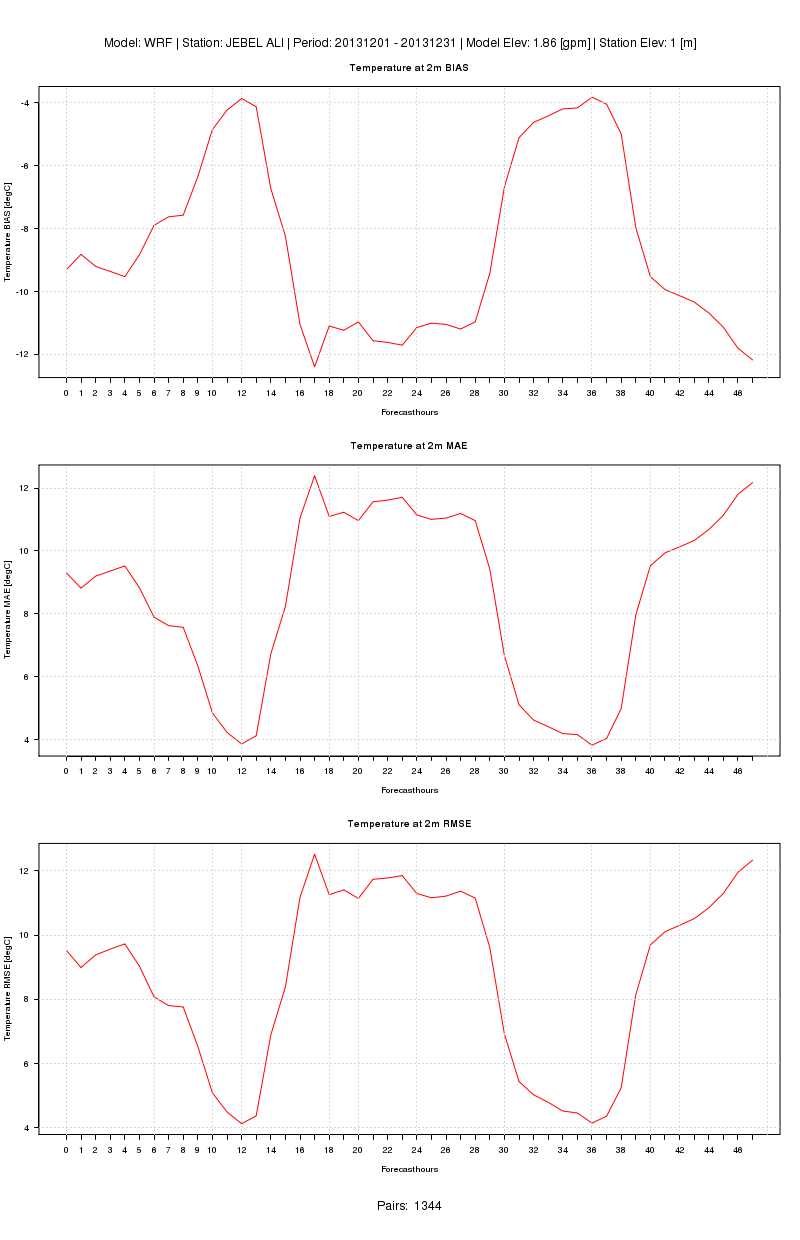 Model: WRF | Station: JEBEL ALI | Period: 20131201 - 20131231 | Model Elev: 1.86 [gpm] | Station Elev: 1 [m]
Temperature at 2m BIAS
-4
-6
-8
-10
-12
Temperature BIAS [degC]
0 1 2 3 4 5 6 7 8 9 10 12 14 16 18 20 22 24 26 28 30 32 34 36 38 40 42 44 46
Forecasthours
Temperature at 2m MAE
12
10
8
6
4
Temperature MAE [degC]
0 1 2 3 4 5 6 7 8 9 10 12 14 16 18 20 22 24 26 28 30 32 34 36 38 40 42 44 46
Forecasthours
Temperature at 2m RMSE
12
10
8
6
4
Temperature RMSE [degC]
0 1 2 3 4 5 6 7 8 9 10 12 14 16 18 20 22 24 26 28 30 32 34 36 38 40 42 44 46
Forecasthours
Pairs: 1344